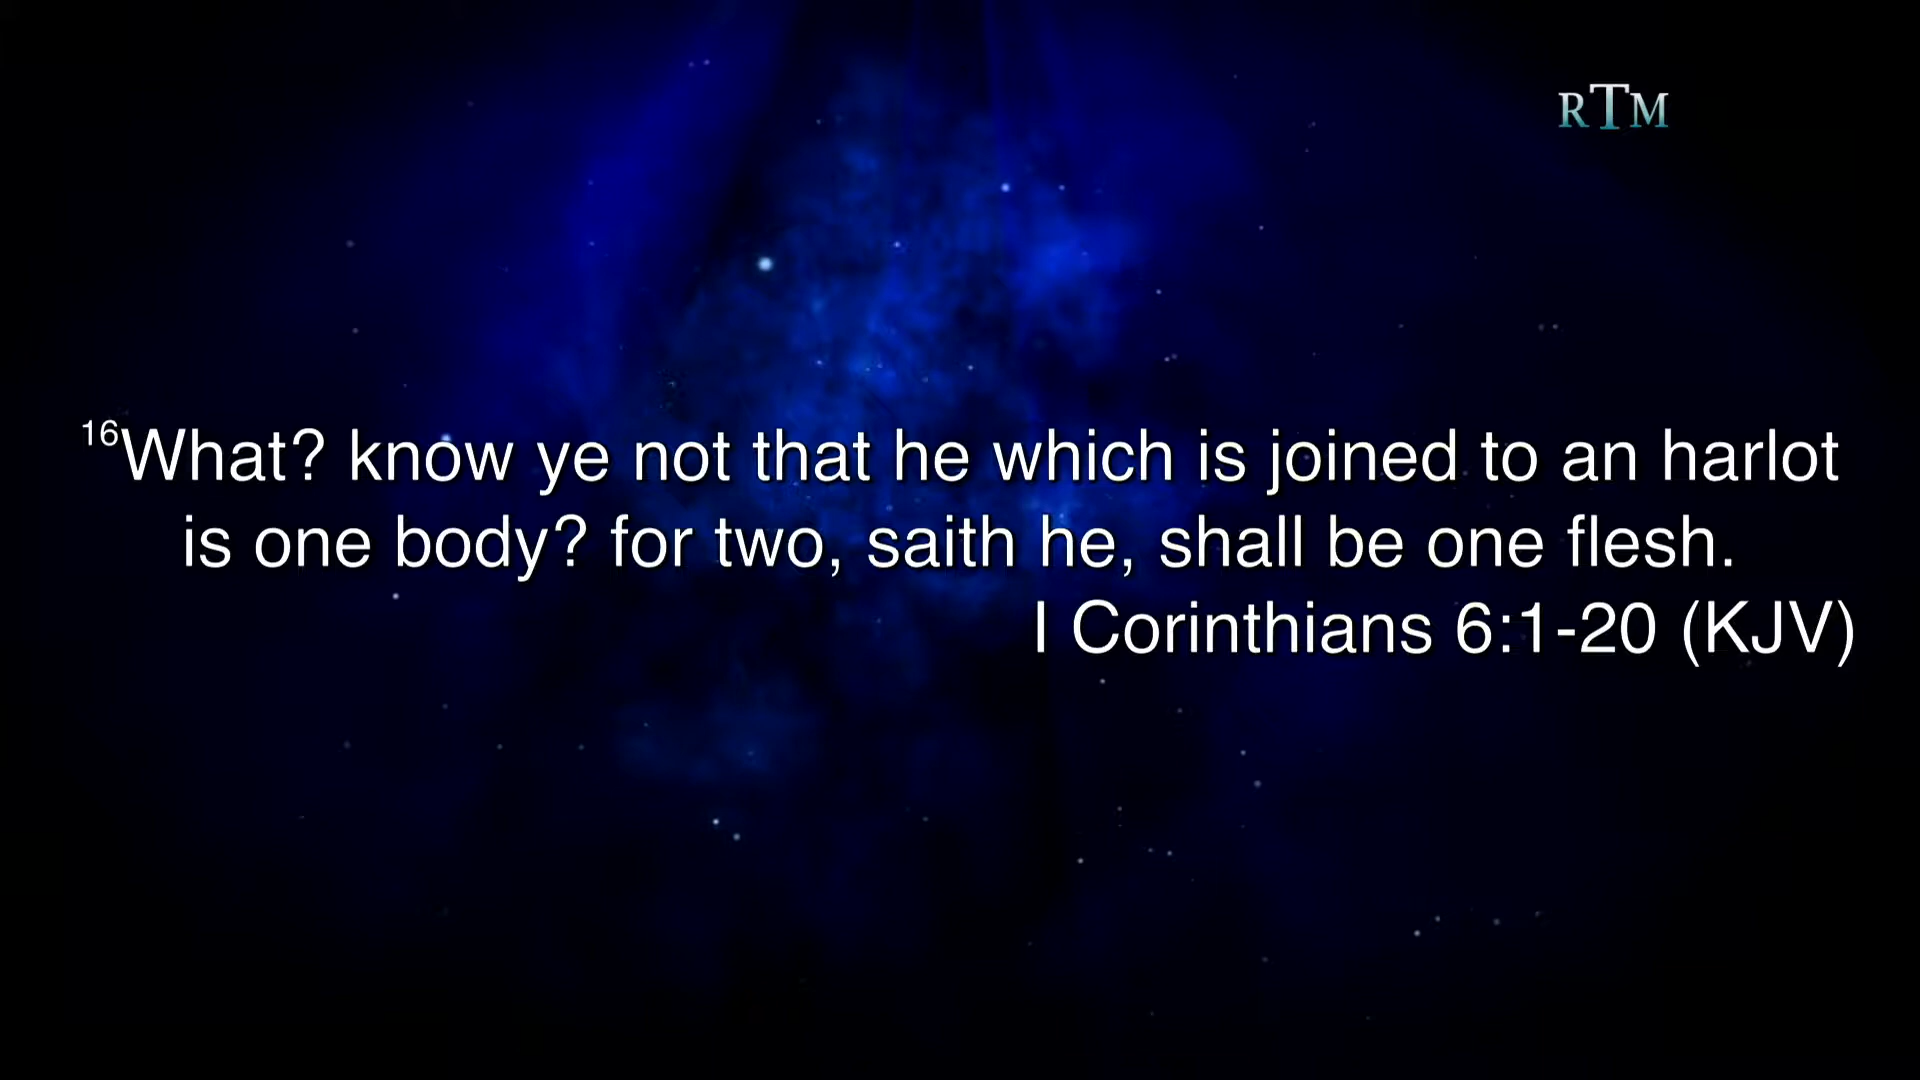 RTM
16What? know ye not that he which is joined to an harlot
is one body? for two, saith he, shall be one flesh.
I Corinthians 6:1-20 (KJV)